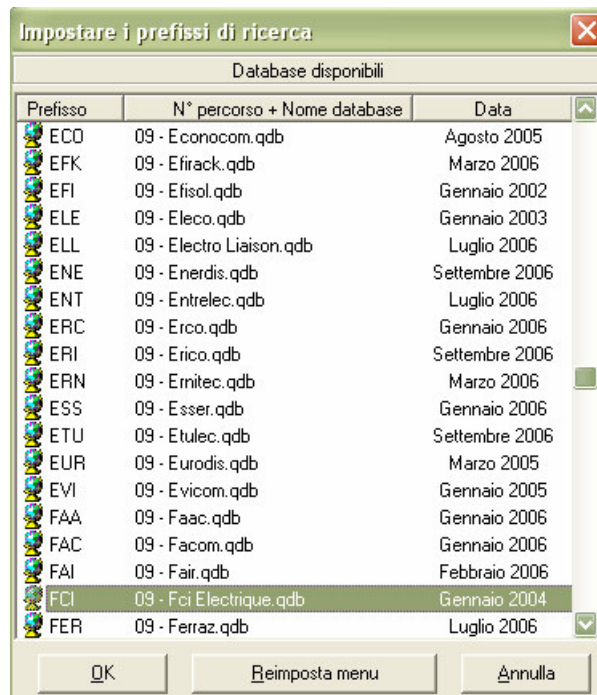 Impostare i prefissi di ricerca
Database disponibili
Prefisso N° percorso + Nome database Data
ECO 09 - Econocom.qdb Agosto 2005
EFK 09 - Efirack.qdb Marzo 2006
EFI 09 - Efisol.qdb Gennaio 2002
ELE 09 - Eleco.qdb Gennaio 2003
ELL 09 - Electro Liaison.qdb Luglio 2006
ENE 09 - Enerdis.qdb Settembre 2006
ENT 09 - Entrelec.qdb Luglio 2006
ERC 09 - Erco.qdb Gennaio 2006
ERI 09 - Erico.qdb Settembre 2006
ERN 09 - Ernitec.qdb Marzo 2006
ESS 09 - Esser.qdb Gennaio 2006
ETU 09 - Etulec.qdb Settembre 2006
EUR 09 - Eurodis.qdb Marzo 2005
EVI 09 - Evicom.qdb Gennaio 2005
FAA 09 - Faac.qdb Gennaio 2006
FAC 09 - Facom.qdb Gennaio 2006
FAI 09 - Fair.qdb Febbraio 2006
FCI 09 - Fci Electrique.qdb Gennaio 2004
FER 09 - Ferraz.qdb Luglio 2006
OK Reimposta menu Annulla